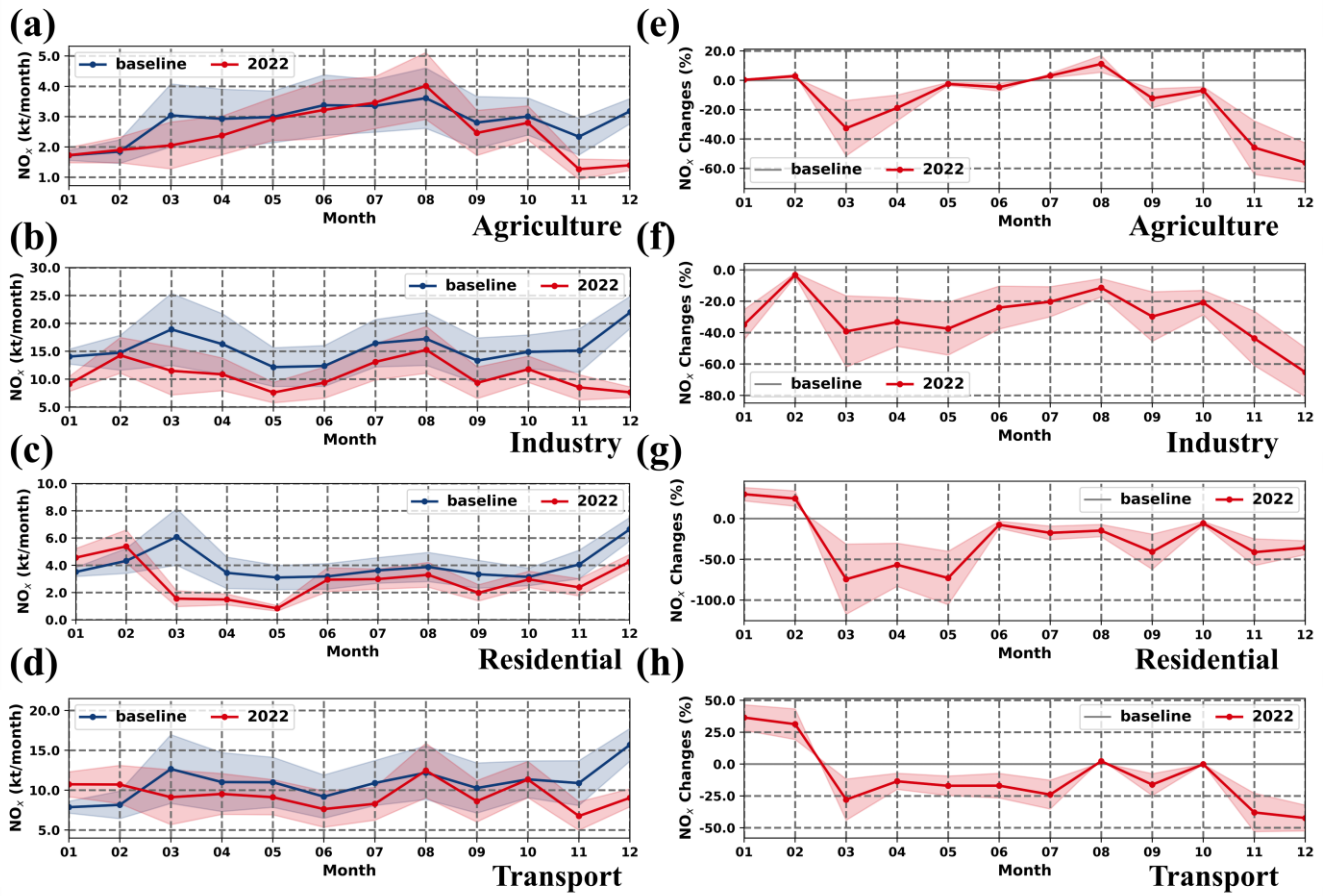 (a)
NOx (kt/month)
5.0
4.0
3.0
2.0
1.0
baseline 2022
01 02 03 04 05 06 07 08 09 10 11 12
Month
Agriculture
(e)
NOx Changes (%)
20.0
0.0
-20.0
-40.0
-60.0
baseline 2022
01 02 03 04 05 06 07 08 09 10 11 12
Month
Agriculture
(b)
NOx (kt/month)
30.0
25.0
20.0
15.0
10.0
5.0
baseline 2022
01 02 03 04 05 06 07 08 09 10 11 12
Month
Industry
(f)
NOx Changes (%)
0.0
-20.0
-40.0
-60.0
-80.0
baseline 2022
01 02 03 04 05 06 07 08 09 10 11 12
Month
Industry
(c)
NOx (kt/month)
10.0
8.0
6.0
4.0
2.0
0.0
baseline 2022
01 02 03 04 05 06 07 08 09 10 11 12
Month
Residential
(g)
NOx Changes (%)
0.0
-50.0
-100.0
baseline 2022
01 02 03 04 05 06 07 08 09 10 11 12
Month
Residential
(d)
NOx (kt/month)
20.0
15.0
10.0
5.0
baseline 2022
01 02 03 04 05 06 07 08 09 10 11 12
Month
Transport
(h)
NOx Changes (%)
50.0
25.0
0.0
-25.0
-50.0
baseline 2022
01 02 03 04 05 06 07 08 09 10 11 12
Month
Transport